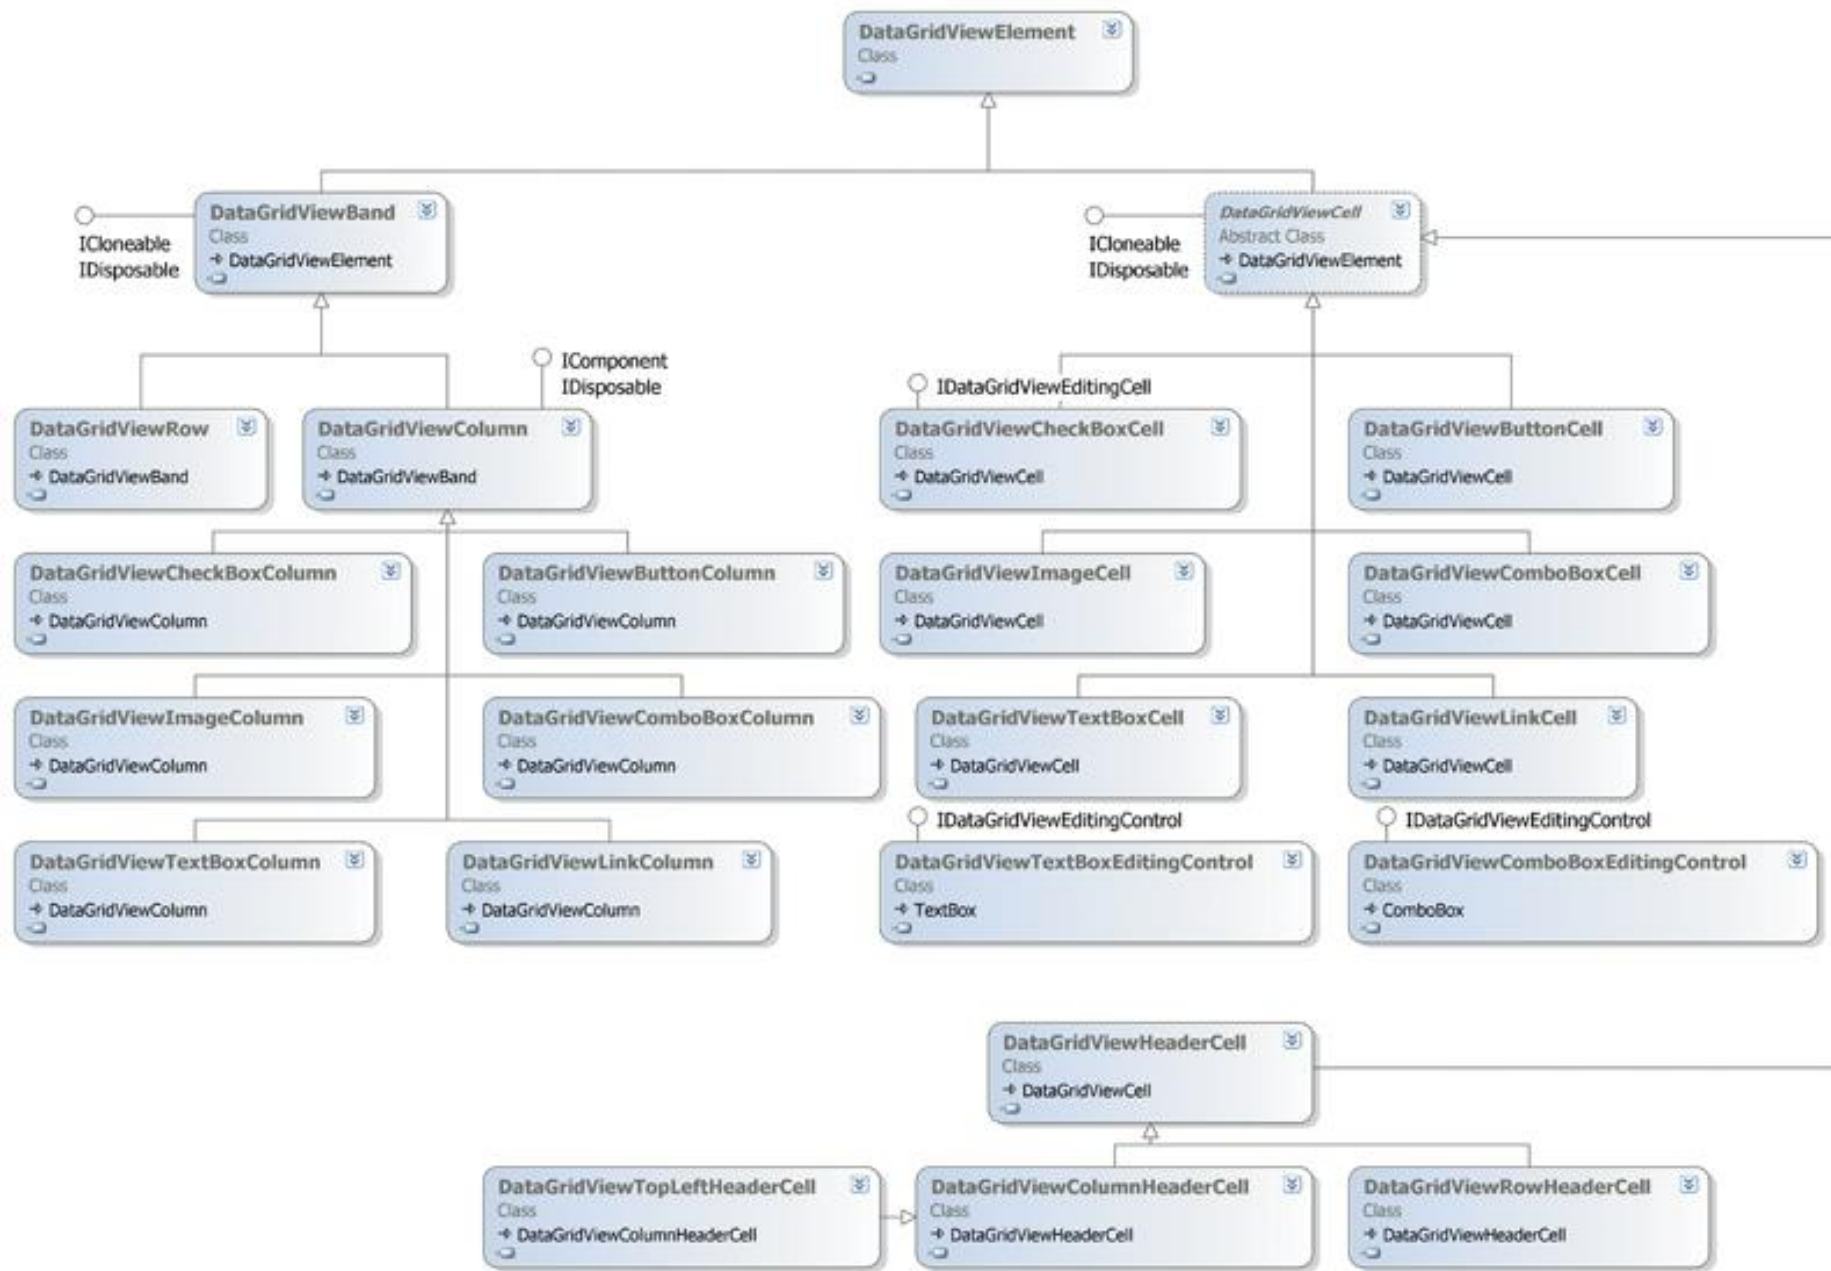 DataGridViewElement
Class
DataGridViewBand
Class
DataGridViewElement
ICloneable
IDisposable
DataGridViewCell
Abstract Class
DataGridViewElement
ICloneable
IDisposable
IComponent
IDisposable
IDataGridViewEditingCell
DataGridViewRow
Class
DataGridViewBand
DataGridViewColumn
Class
DataGridViewBand
DataGridViewCheckBoxCell
Class
DataGridViewCell
DataGridViewButtonCell
Class
DataGridViewCell
DataGridViewCheckBoxColumn
Class
DataGridViewColumn
DataGridViewButtonColumn
Class
DataGridViewColumn
DataGridViewImageCell
Class
DataGridViewCell
DataGridViewComboBoxCell
Class
DataGridViewCell
DataGridViewImageColumn
Class
DataGridViewColumn
DataGridViewComboBoxColumn
Class
DataGridViewColumn
DataGridViewTextBoxCell
Class
DataGridViewCell
DataGridViewLinkCell
Class
DataGridViewCell
IDataGridViewEditingControl
IDataGridViewEditingControl
DataGridViewTextBoxColumn
Class
DataGridViewColumn
DataGridViewLinkColumn
Class
DataGridViewColumn
DataGridViewTextBoxEditingControl
Class
TextBox
DataGridViewComboBoxEditingControl
Class
ComboBox
DataGridViewHeaderCell
Class
DataGridViewCell
DataGridViewTopLeftHeaderCell
Class
DataGridViewColumnHeaderCell
DataGridViewColumnHeaderCell
Class
DataGridViewHeaderCell
DataGridViewRowHeaderCell
Class
DataGridViewHeaderCell